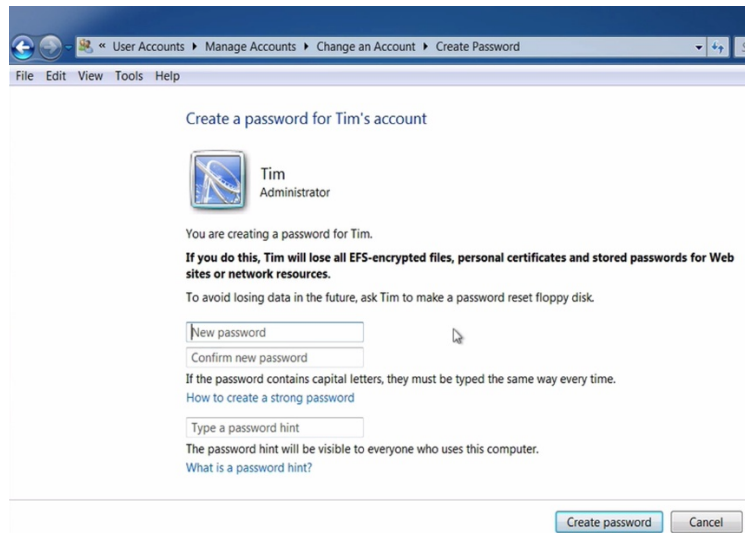 « User Accounts ▸ Manage Accounts ▸ Change an Account ▸ Create Password
File Edit View Tools Help
Create a password for Tim's account
Tim
Administrator
You are creating a password for Tim.
If you do this, Tim will lose all EFS-encrypted files, personal certificates and stored passwords for Web
sites or network resources.
To avoid losing data in the future, ask Tim to make a password reset floppy disk.
New password
Confirm new password
If the password contains capital letters, they must be typed the same way every time.
How to create a strong password
Type a password hint
The password hint will be visible to everyone who uses this computer.
What is a password hint?
Create password Cancel